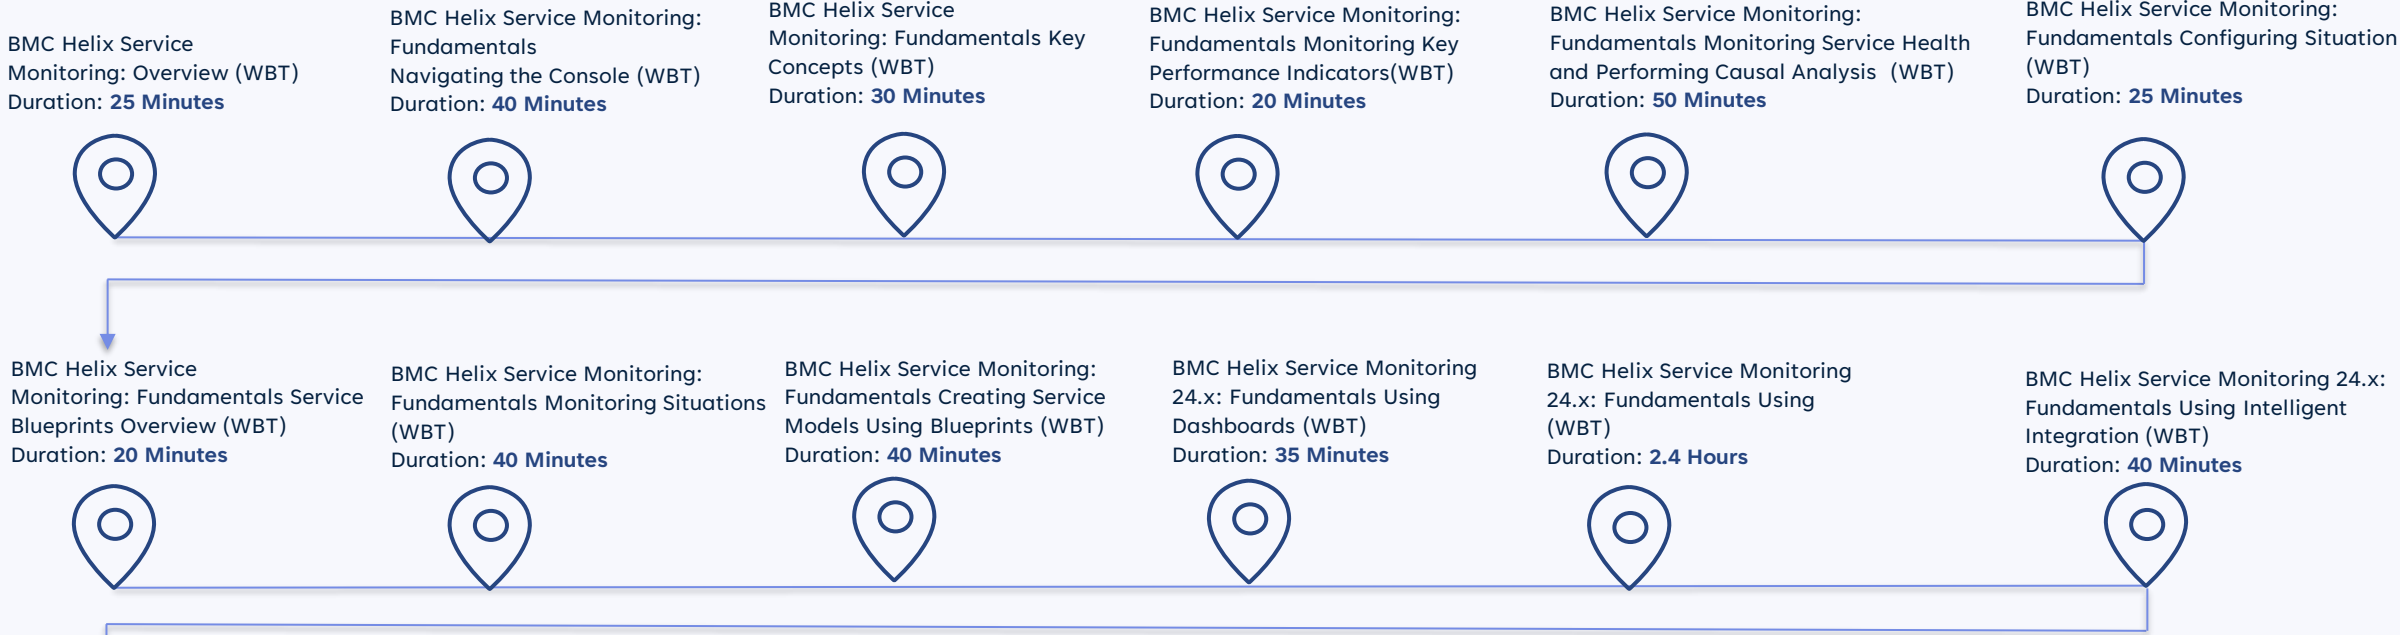 BMC Helix Service
Monitoring: Overview (WBT)
Duration: 25 Minutes
BMC Helix Service Monitoring:
Fundamentals
Navigating the Console (WBT)
Duration: 40 Minutes
BMC Helix Service
Monitoring: Fundamentals Key
Concepts (WBT)
Duration: 30 Minutes
BMC Helix Service Monitoring:
Fundamentals Monitoring Key
Performance Indicators(WBT)
Duration: 20 Minutes
BMC Helix Service Monitoring:
Fundamentals Monitoring Service Health
and Performing Causal Analysis (WBT)
Duration: 50 Minutes
BMC Helix Service Monitoring:
Fundamentals Configuring Situation
(WBT)
Duration: 25 Minutes
BMC Helix Service
Monitoring: Fundamentals Service
Blueprints Overview (WBT)
Duration: 20 Minutes
BMC Helix Service Monitoring:
Fundamentals Monitoring Situations
(WBT)
Duration: 40 Minutes
BMC Helix Service Monitoring:
Fundamentals Creating Service
Models Using Blueprints (WBT)
Duration: 40 Minutes
BMC Helix Service Monitoring
24.x: Fundamentals Using
Dashboards (WBT)
Duration: 35 Minutes
BMC Helix Service Monitoring
24.x: Fundamentals Using
(WBT)
Duration: 2.4 Hours
BMC Helix Service Monitoring 24.x:
Fundamentals Using Intelligent
Integration (WBT)
Duration: 40 Minutes